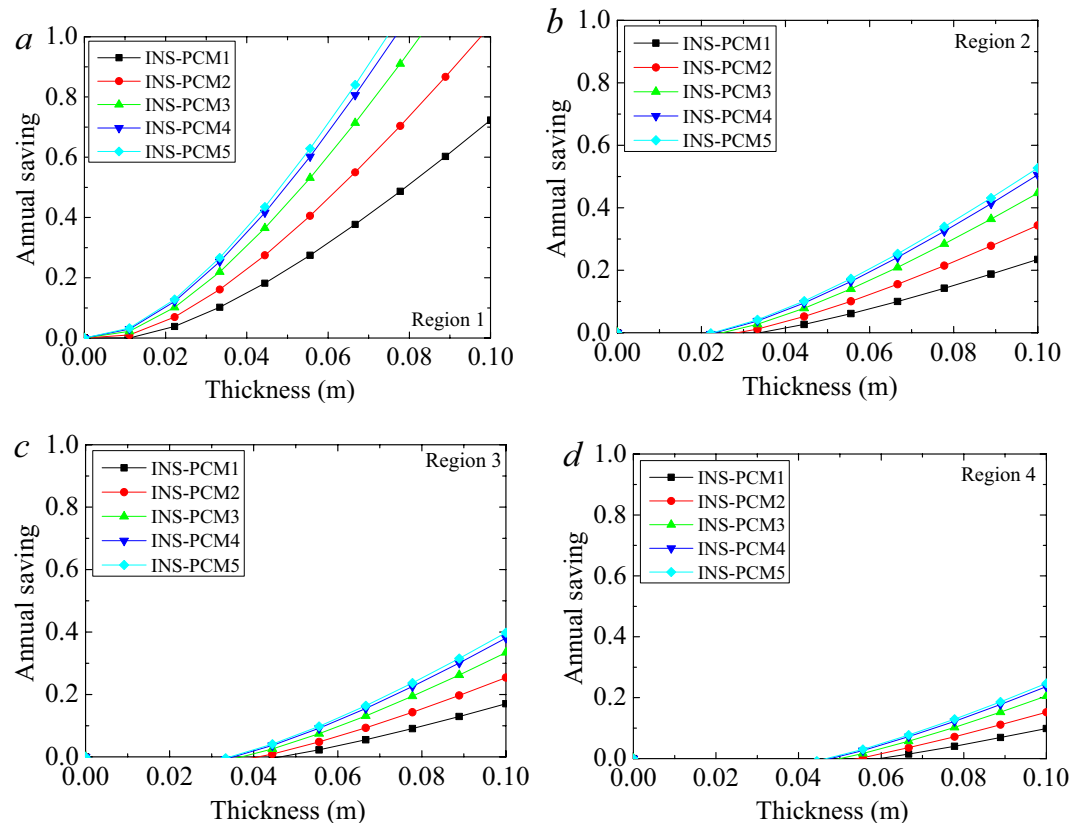 a
1.0
0.8
0.6
0.4
0.2
0.0
Annual saving
INS-PCM1
INS-PCM2
INS-PCM3
INS-PCM4
INS-PCM5
Region 1
0.00 0.02 0.04 0.06 0.08 0.10
Thickness (m)
b
1.0
0.8
0.6
0.4
0.2
0.0
Annual saving
INS-PCM1
INS-PCM2
INS-PCM3
INS-PCM4
INS-PCM5
Region 2
0.00 0.02 0.04 0.06 0.08 0.10
Thickness (m)
c
1.0
0.8
0.6
0.4
0.2
0.0
Annual saving
INS-PCM1
INS-PCM2
INS-PCM3
INS-PCM4
INS-PCM5
Region 3
0.00 0.02 0.04 0.06 0.08 0.10
Thickness (m)
d
1.0
0.8
0.6
0.4
0.2
0.0
Annual saving
INS-PCM1
INS-PCM2
INS-PCM3
INS-PCM4
INS-PCM5
Region 4
0.00 0.02 0.04 0.06 0.08 0.10
Thickness (m)